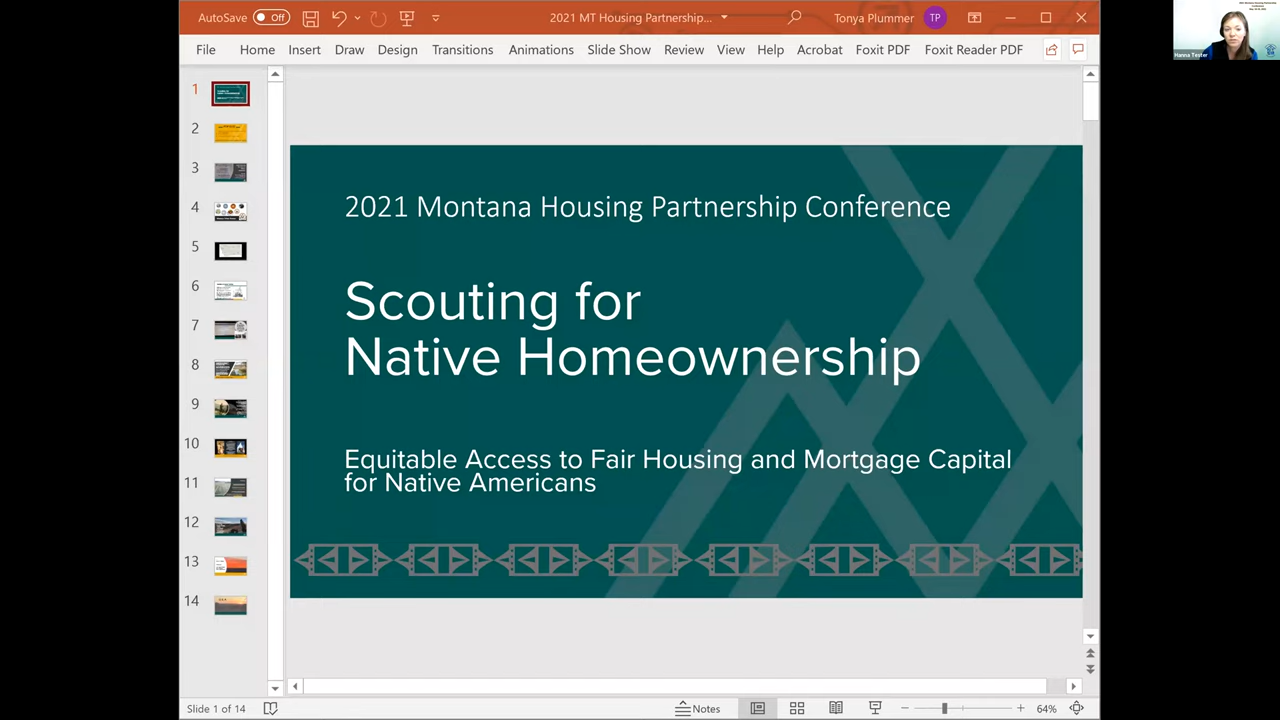 AutoSave Off 2021 MT Housing Partnership... Tonya Plummer TP
File Home Insert Draw Design Transitions Animations Slide Show Review View Help Acrobat Foxit PDF Foxit Reader PDF
1
2
3
4
5
6
7
8
9
10
11
12
13
14
2021 Montana Housing Partnership Conference
Scouting for
Native Homeownership
Equitable Access to Fair Housing and Mortgage Capital
for Native Americans
Slide 1 of 14 Notes 64%
Hanna Tester